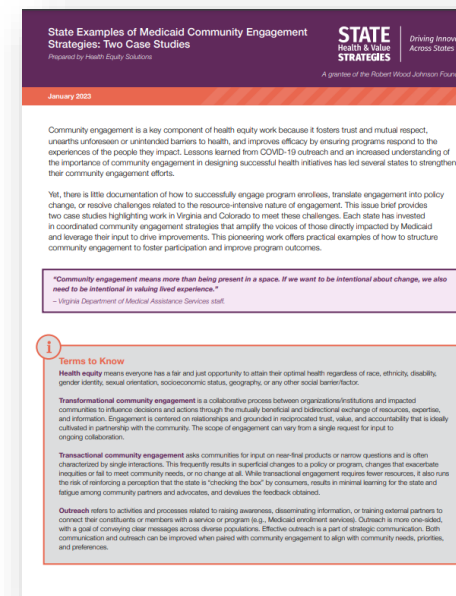 State Examples of Medicaid Community Engagement
Strategies: Two Case Studies
Prepared by Health Equity Solutions
STATE
Health & Value
STRATEGIES
Driving Innov
Across States
A grantee of the Robert Wood Johnson Foun
January 2023
Community engagement is a key component of health equity work because it fosters trust and mutual respect,
unearths unforeseen or unintended barriers to health, and improves efficacy by ensuring programs respond to the
experiences of the people they impact. Lessons learned from COVID-19 outreach and an increased understanding of
the importance of community engagement in designing successful health initiatives has led several states to strengthen
their community engagement efforts.
Yet, there is little documentation of how to successfully engage program enrollees, translate engagement into policy
change, or resolve challenges related to the resource-intensive nature of engagement. This issue brief provides
two case studies highlighting work in Virginia and Colorado to meet these challenges. Each state has invested
in coordinated community engagement strategies that amplify the voices of those directly impacted by Medicaid
and leverage their input to drive improvements. This pioneering work offers practical examples of how to structure
community engagement to foster participation and improve program outcomes.
"Community engagement means more than being present in a space. If we want to be intentional about change, we also
need to be intentional in valuing lived experience."
– Virginia Department of Medical Assistance Services staff.
i
Terms to Know
Health equity means everyone has a fair and just opportunity to attain their optimal health regardless of race, ethnicity, disability,
gender identity, sexual orientation, socioeconomic status, geography, or any other social barrier/factor.
Transformational community engagement is a collaborative process between organizations/institutions and impacted
communities to influence decisions and actions through the mutually beneficial and bidirectional exchange of resources, expertise,
and information. Engagement is centered on relationships and grounded in reciprocated trust, value, and accountability that is ideally
cultivated in partnership with the community. The scope of engagement can vary from a single request for input to
ongoing collaboration.
Transactional community engagement asks communities for input on near-final products or narrow questions and is often
characterized by single interactions. This frequently results in superficial changes to a policy or program, changes that exacerbate
inequities or fail to meet community needs, or no change at all. While transactional engagement requires fewer resources, it also runs
the risk of reinforcing a perception that the state is "checking the box" by consumers, results in minimal learning for the state and
fatigue among community partners and advocates, and devalues the feedback obtained.
Outreach refers to activities and processes related to raising awareness, disseminating information, or training external partners to
connect their constituents or members with a service or program (e.g., Medicaid enrollment services). Outreach is more one-sided,
with a goal of conveying clear messages across diverse populations. Effective outreach is a part of strategic communication. Both
communication and outreach can be improved when paired with community engagement to align with community needs, priorities,
and preferences.